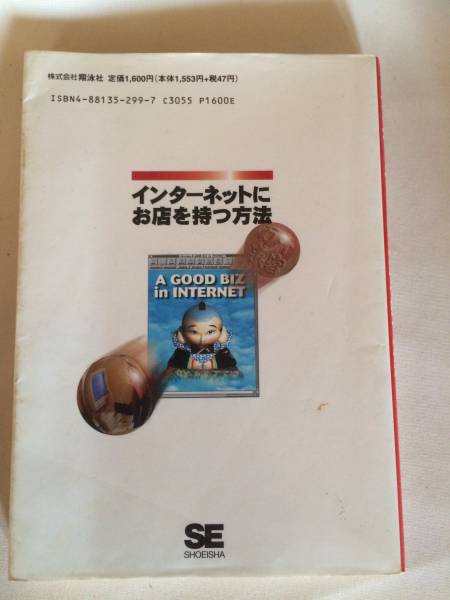 株式会社翔泳社 定価1,600円(本体1,553円+税47円)
ISBN4-88135-299-7 C3055 P1600E
インターネットに
お店を持つ方法
A GOOD BIZ
in INTERNET
SE
SHOEISHA